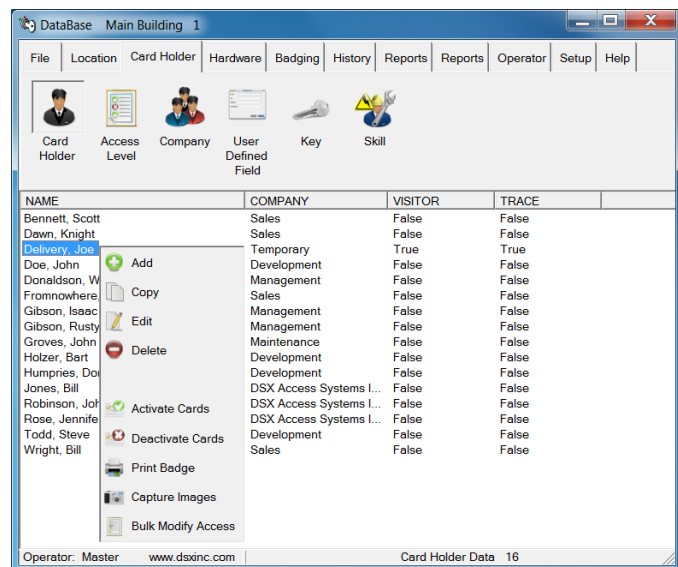 DataBase Main Building 1
File Location Card Holder Hardware Badging History Reports Reports Operator Setup Help
Card Holder Access Level Company User Defined Field Key Skill
NAME COMPANY VISITOR TRACE
Bennett, Scott Sales False False
Dawn, Knight Sales False False
Delivery, Joe Temporary True True
Doe, John Development False False
Donaldson, W Management False False
Fromnowhere, Sales False False
Gibson, Isaac Management False False
Gibson, Rusty Management False False
Groves, John Maintenance False False
Holzer, Bart Development False False
Humpries, Do Development False False
Jones, Bill DSX Access Systems I... False False
Robinson, Joh DSX Access Systems I... False False
Rose, Jennife DSX Access Systems I... False False
Todd, Steve Development False False
Wright, Bill Sales False False
Add
Copy
Edit
Delete
Activate Cards
Deactivate Cards
Print Badge
Capture Images
Bulk Modify Access
Operator: Master www.dsxinc.com Card Holder Data 16